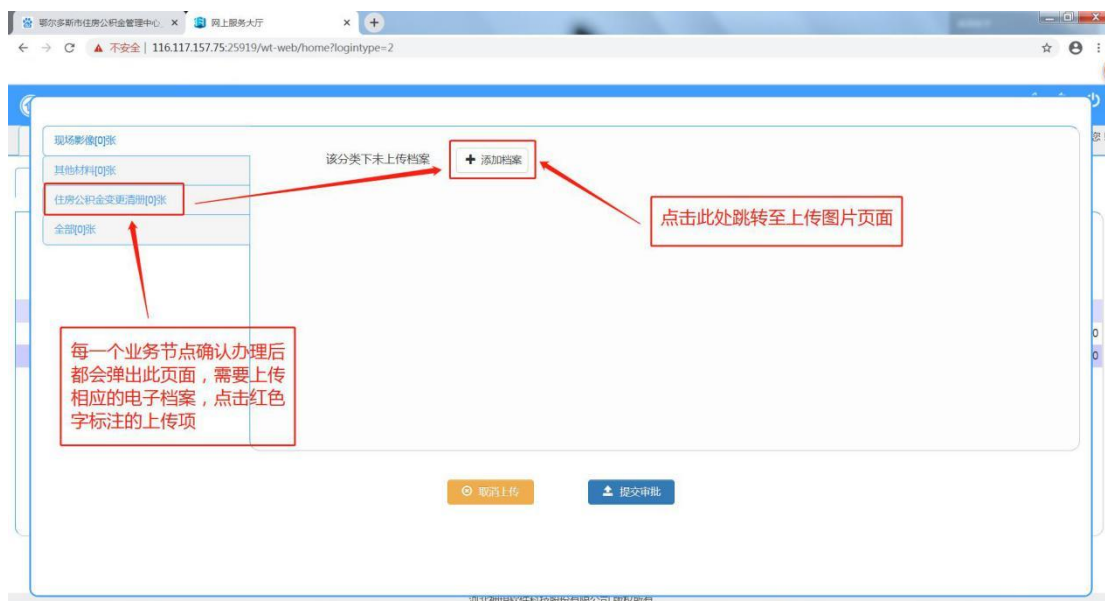 鄂尔多斯市住房公积金管理中心
网上服务大厅
不安全 | 116.117.157.75:25919/wt-web/home?logintype=2
现场影像[0]张
其他材料[0]张
住房公积金变更清册[0]张
全部[0]张
该分类下未上传档案
添加档案
点击此处跳转至上传图片页面
每一个业务节点确认办理后
都会弹出此页面，需要上传
相应的电子档案，点击红色
字标注的上传项
取消上传
提交审批
您
0
0